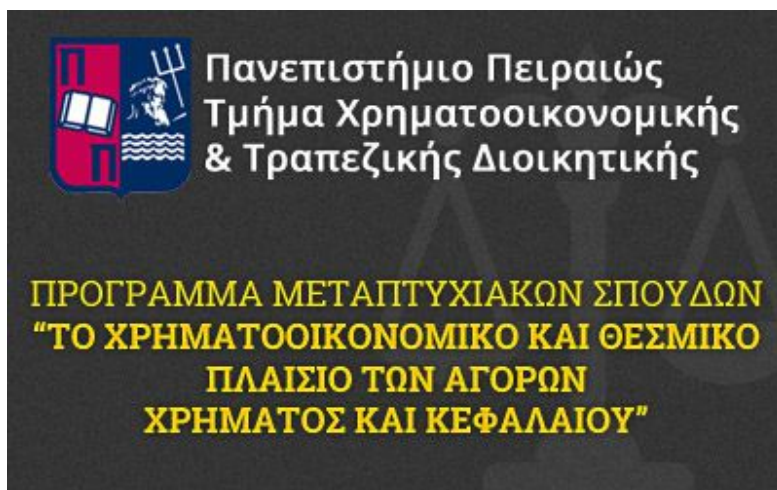 Π
Π
Πανεπιστήμιο Πειραιώς
Τμήμα Χρηματοοικονομικής
& Τραπεζικής Διοικητικής
ΠΡΟΓΡΑΜΜΑ ΜΕΤΑΠΤΥΧΙΑΚΩΝ ΣΠΟΥΔΩΝ
“ΤΟ ΧΡΗΜΑΤΟΟΙΚΟΝΟΜΙΚΟ ΚΑΙ ΘΕΣΜΙΚΟ
ΠΛΑΙΣΙΟ ΤΩΝ ΑΓΟΡΩΝ
ΧΡΗΜΑΤΟΣ ΚΑΙ ΚΕΦΑΛΑΙΟΥ”